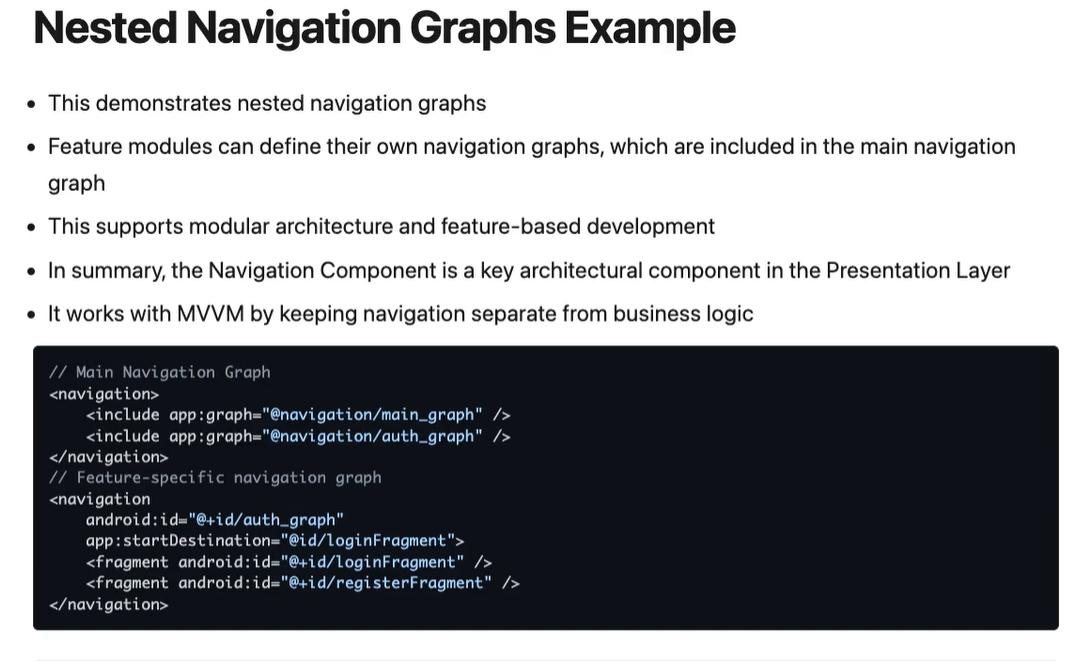 Nested Navigation Graphs Example
• This demonstrates nested navigation graphs
• Feature modules can define their own navigation graphs, which are included in the main navigation
graph
• This supports modular architecture and feature-based development
• In summary, the Navigation Component is a key architectural component in the Presentation Layer
• It works with MVVM by keeping navigation separate from business logic
// Main Navigation Graph
<navigation>
    <include app:graph="@navigation/main_graph" />
    <include app:graph="@navigation/auth_graph" />
</navigation>
// Feature-specific navigation graph
<navigation
    android:id="@+id/auth_graph"
    app:startDestination="@id/loginFragment">
    <fragment android:id="@+id/loginFragment" />
    <fragment android:id="@+id/registerFragment" />
</navigation>